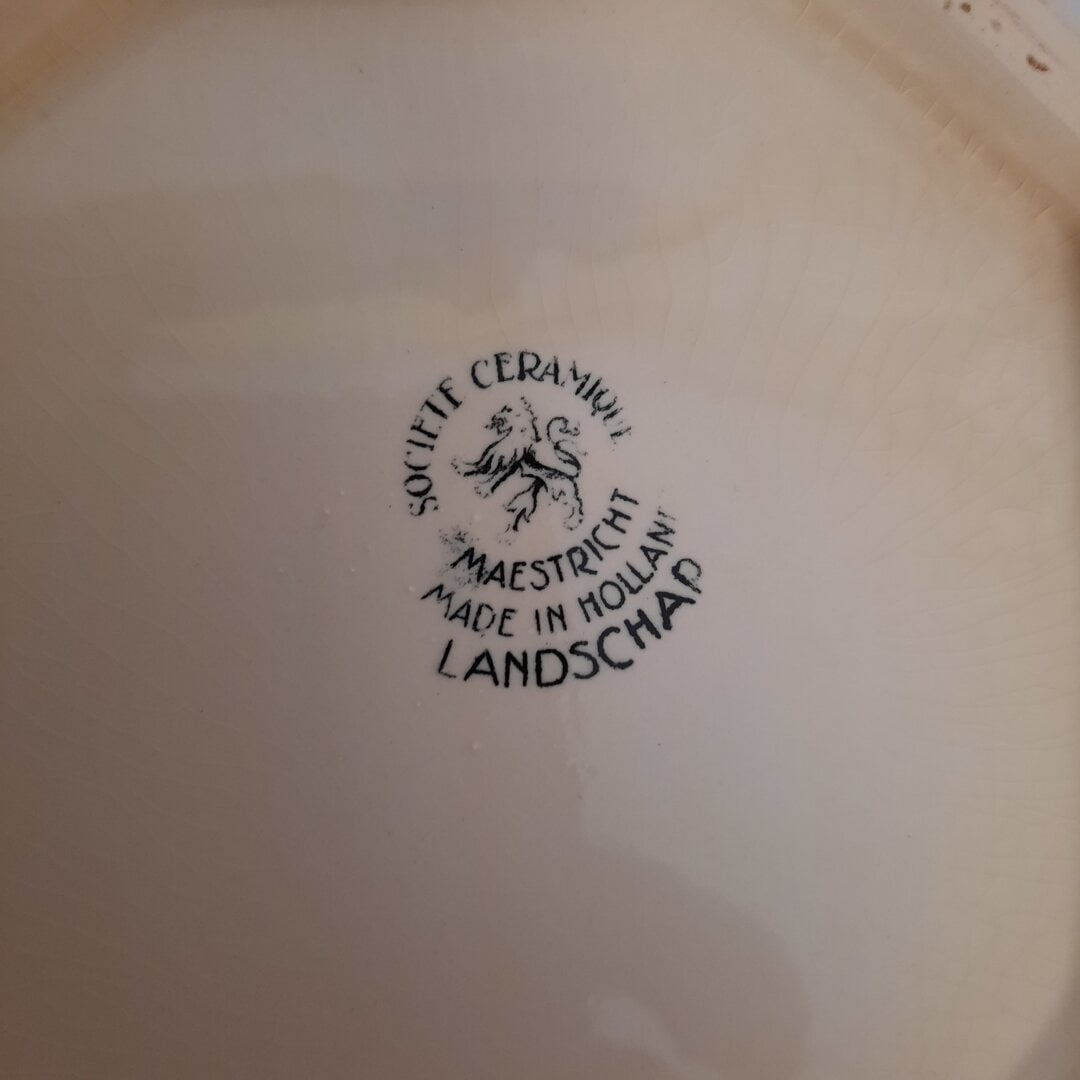 SOCIETE CERAMIQUE
MAESTRICHT
MADE IN HOLLAND
LANDSCHAP